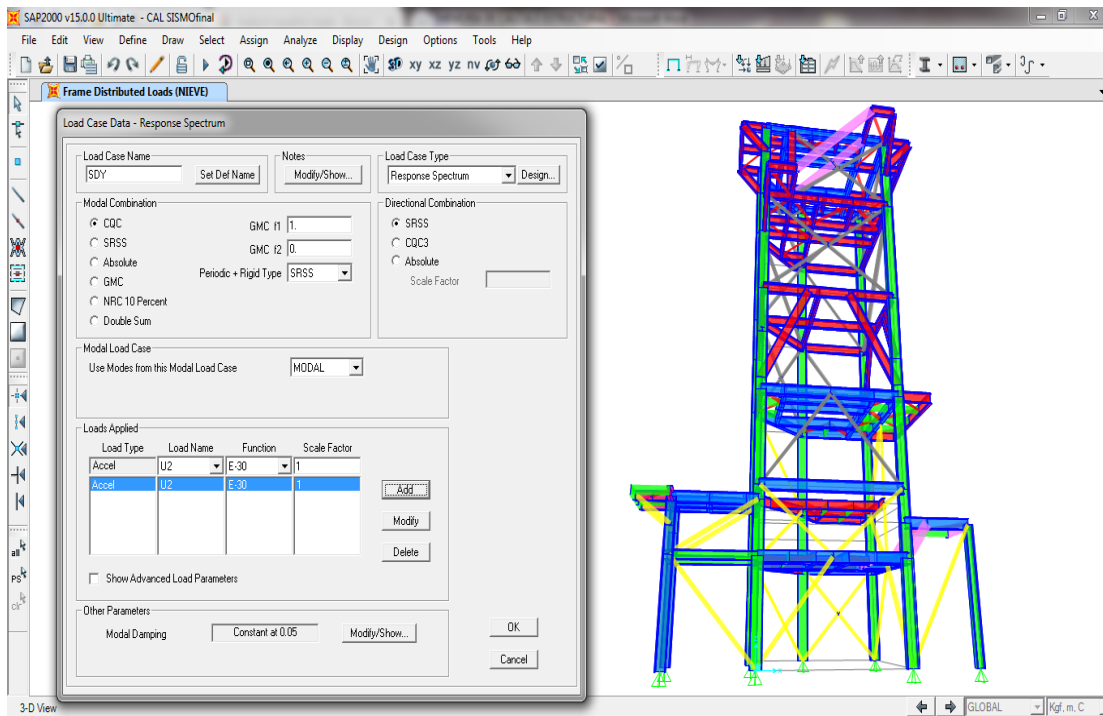 SAP2000 v15.0.0 Ultimate - CAL SISMOfinal
File Edit View Define Draw Select Assign Analyze Display Design Options Tools Help
3D xy xz yz nv
Frame Distributed Loads (NIEVE)
Load Case Data - Response Spectrum
Load Case Name
SDY
Set Def Name
Notes
Modify/Show...
Load Case Type
Response Spectrum
Design...
Modal Combination
CQC
SRSS
Absolute
GMC
NRC 10 Percent
Double Sum
GMC f1 1.
GMC f2 0.
Periodic + Rigid Type SRSS
Directional Combination
SRSS
CQC3
Absolute
Scale Factor
Modal Load Case
Use Modes from this Modal Load Case MODAL
Loads Applied
Load Type Load Name Function Scale Factor
Accel U2 E-30 1
Accel U2 E-30 1
Add
Modify
Delete
Show Advanced Load Parameters
Other Parameters
Modal Damping Constant at 0.05 Modify/Show...
OK
Cancel
all
PS
clr
3-D View
GLOBAL
Kgf, m, C